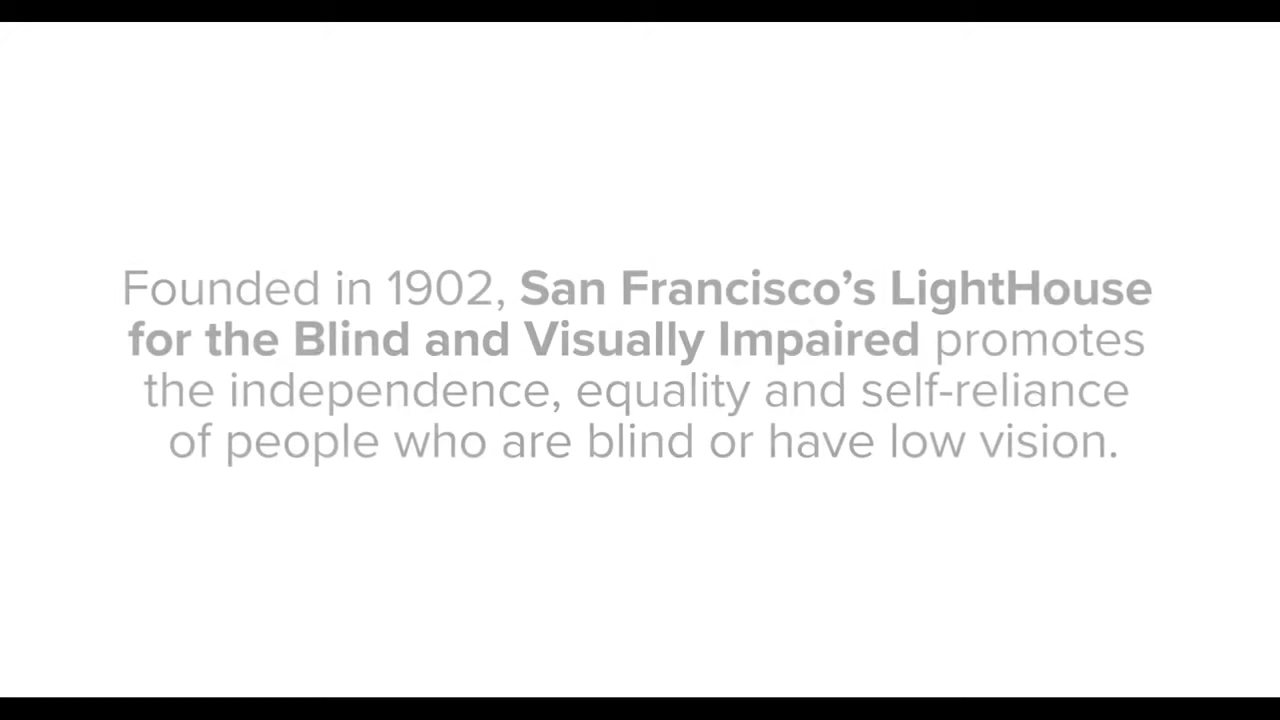 Founded in 1902, San Francisco’s LightHouse
for the Blind and Visually Impaired promotes
the independence, equality and self-reliance
of people who are blind or have low vision.